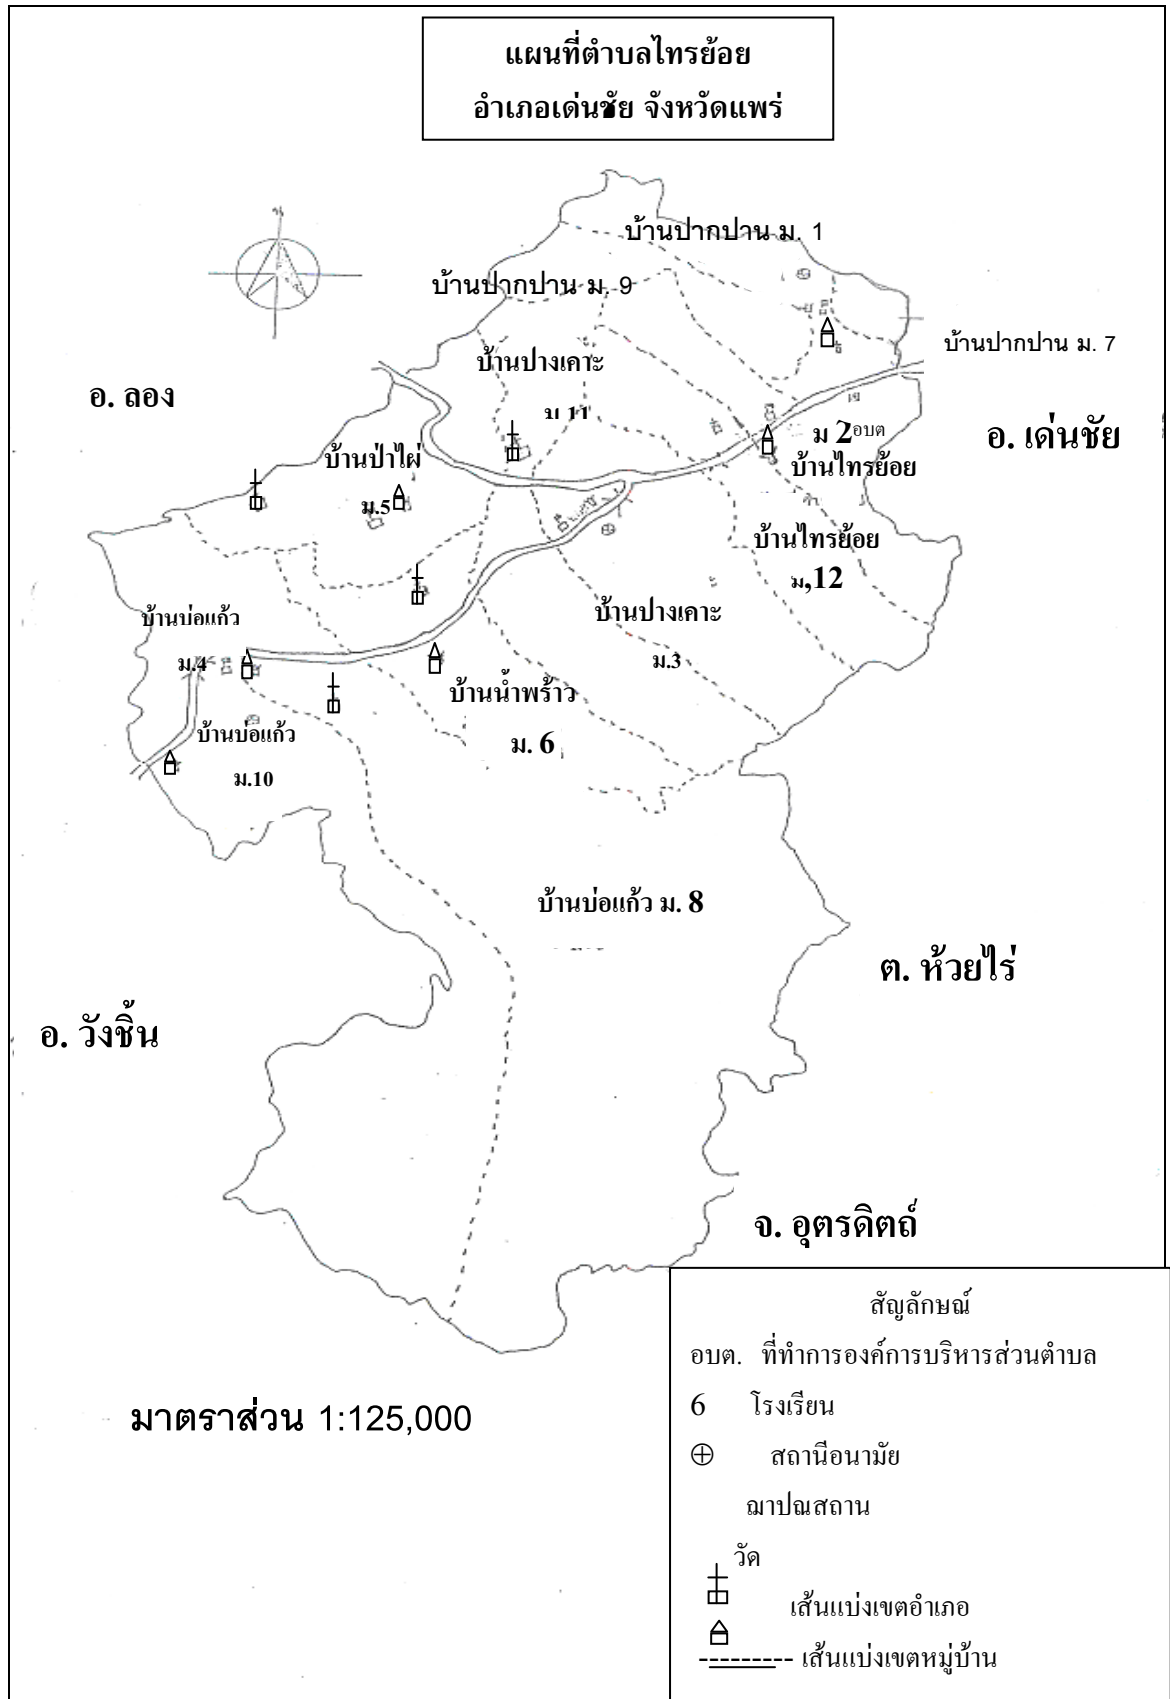 แผนที่ตำบลไทรย้อย
อำเภอเด่นชัย จังหวัดแพร่
บ้านปากปาน ม. 1
บ้านปากปาน ม. 9
บ้านปากปาน ม. 7
บ้านปางเคาะ
ม 11
อ. ลอง
ม 2 อบต
อ. เด่นชัย
บ้านไทรย้อย
บ้านป่าไผ่
ม.5
บ้านไทรย้อย
ม,12
บ้านบ่อแก้ว
ม.4
บ้านปางเคาะ
ม.3
บ้านน้ำพร้าว
ม. 6
บ้านบ่อแก้ว
ม.10
บ้านบ่อแก้ว ม. 8
ต. ห้วยไร่
อ. วังชิ้น
จ. อุตรดิตถ์
มาตราส่วน 1:125,000
สัญลักษณ์
อบต. ที่ทำการองค์การบริหารส่วนตำบล
6 โรงเรียน
⊕ สถานีอนามัย
ฌาปณสถาน
วัด
เส้นแบ่งเขตอำเภอ
--------- เส้นแบ่งเขตหมู่บ้าน